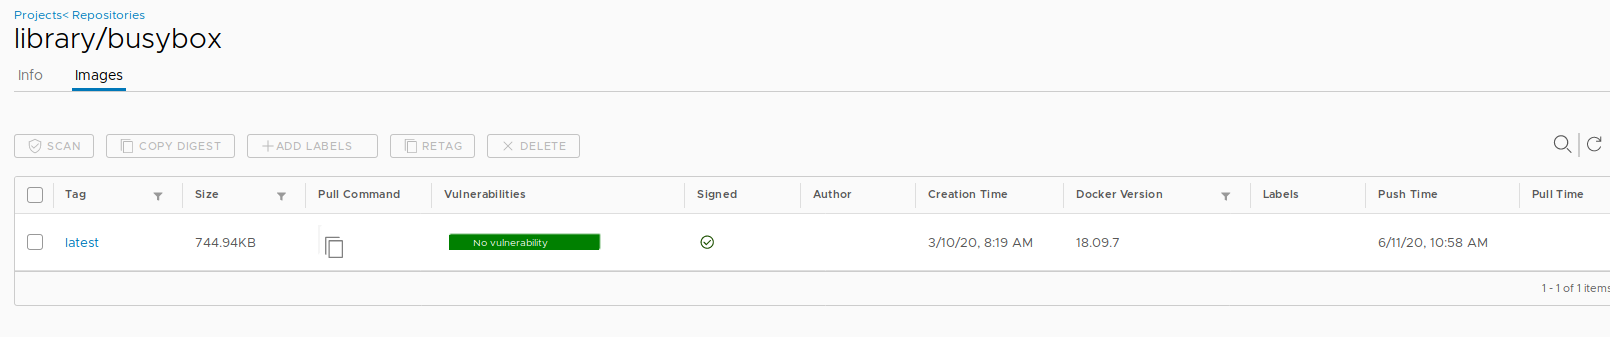 Projects< Repositories
library/busybox
Info Images
SCAN COPY DIGEST ADD LABELS RETAG DELETE
Tag Size Pull Command Vulnerabilities Signed Author Creation Time Docker Version Labels Push Time Pull Time
latest 744.94KB No vulnerability 3/10/20, 8:19 AM 18.09.7 6/11/20, 10:58 AM
1 - 1 of 1 items